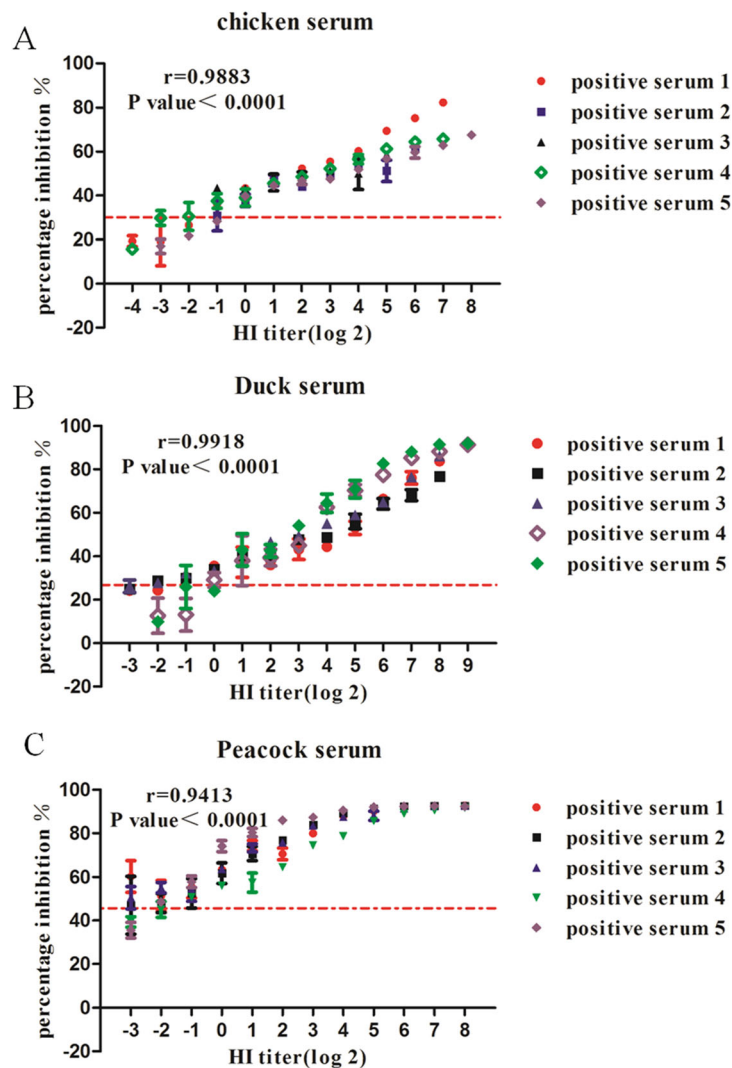 A
chicken serum
r=0.9883
P value< 0.0001
percentage inhibition %
100
80
60
40
20
0
-20
-4 -3 -2 -1 0 1 2 3 4 5 6 7 8
HI titer(log 2)
positive serum 1
positive serum 2
positive serum 3
positive serum 4
positive serum 5
B
Duck serum
r=0.9918
P value< 0.0001
percentage inhibition %
100
80
60
40
20
0
-20
-3 -2 -1 0 1 2 3 4 5 6 7 8 9
HI titer(log 2)
positive serum 1
positive serum 2
positive serum 3
positive serum 4
positive serum 5
C
Peacock serum
r=0.9413
P value< 0.0001
percentage inhibition %
100
80
60
40
20
0
-20
-3 -2 -1 0 1 2 3 4 5 6 7 8
HI titer(log 2)
positive serum 1
positive serum 2
positive serum 3
positive serum 4
positive serum 5